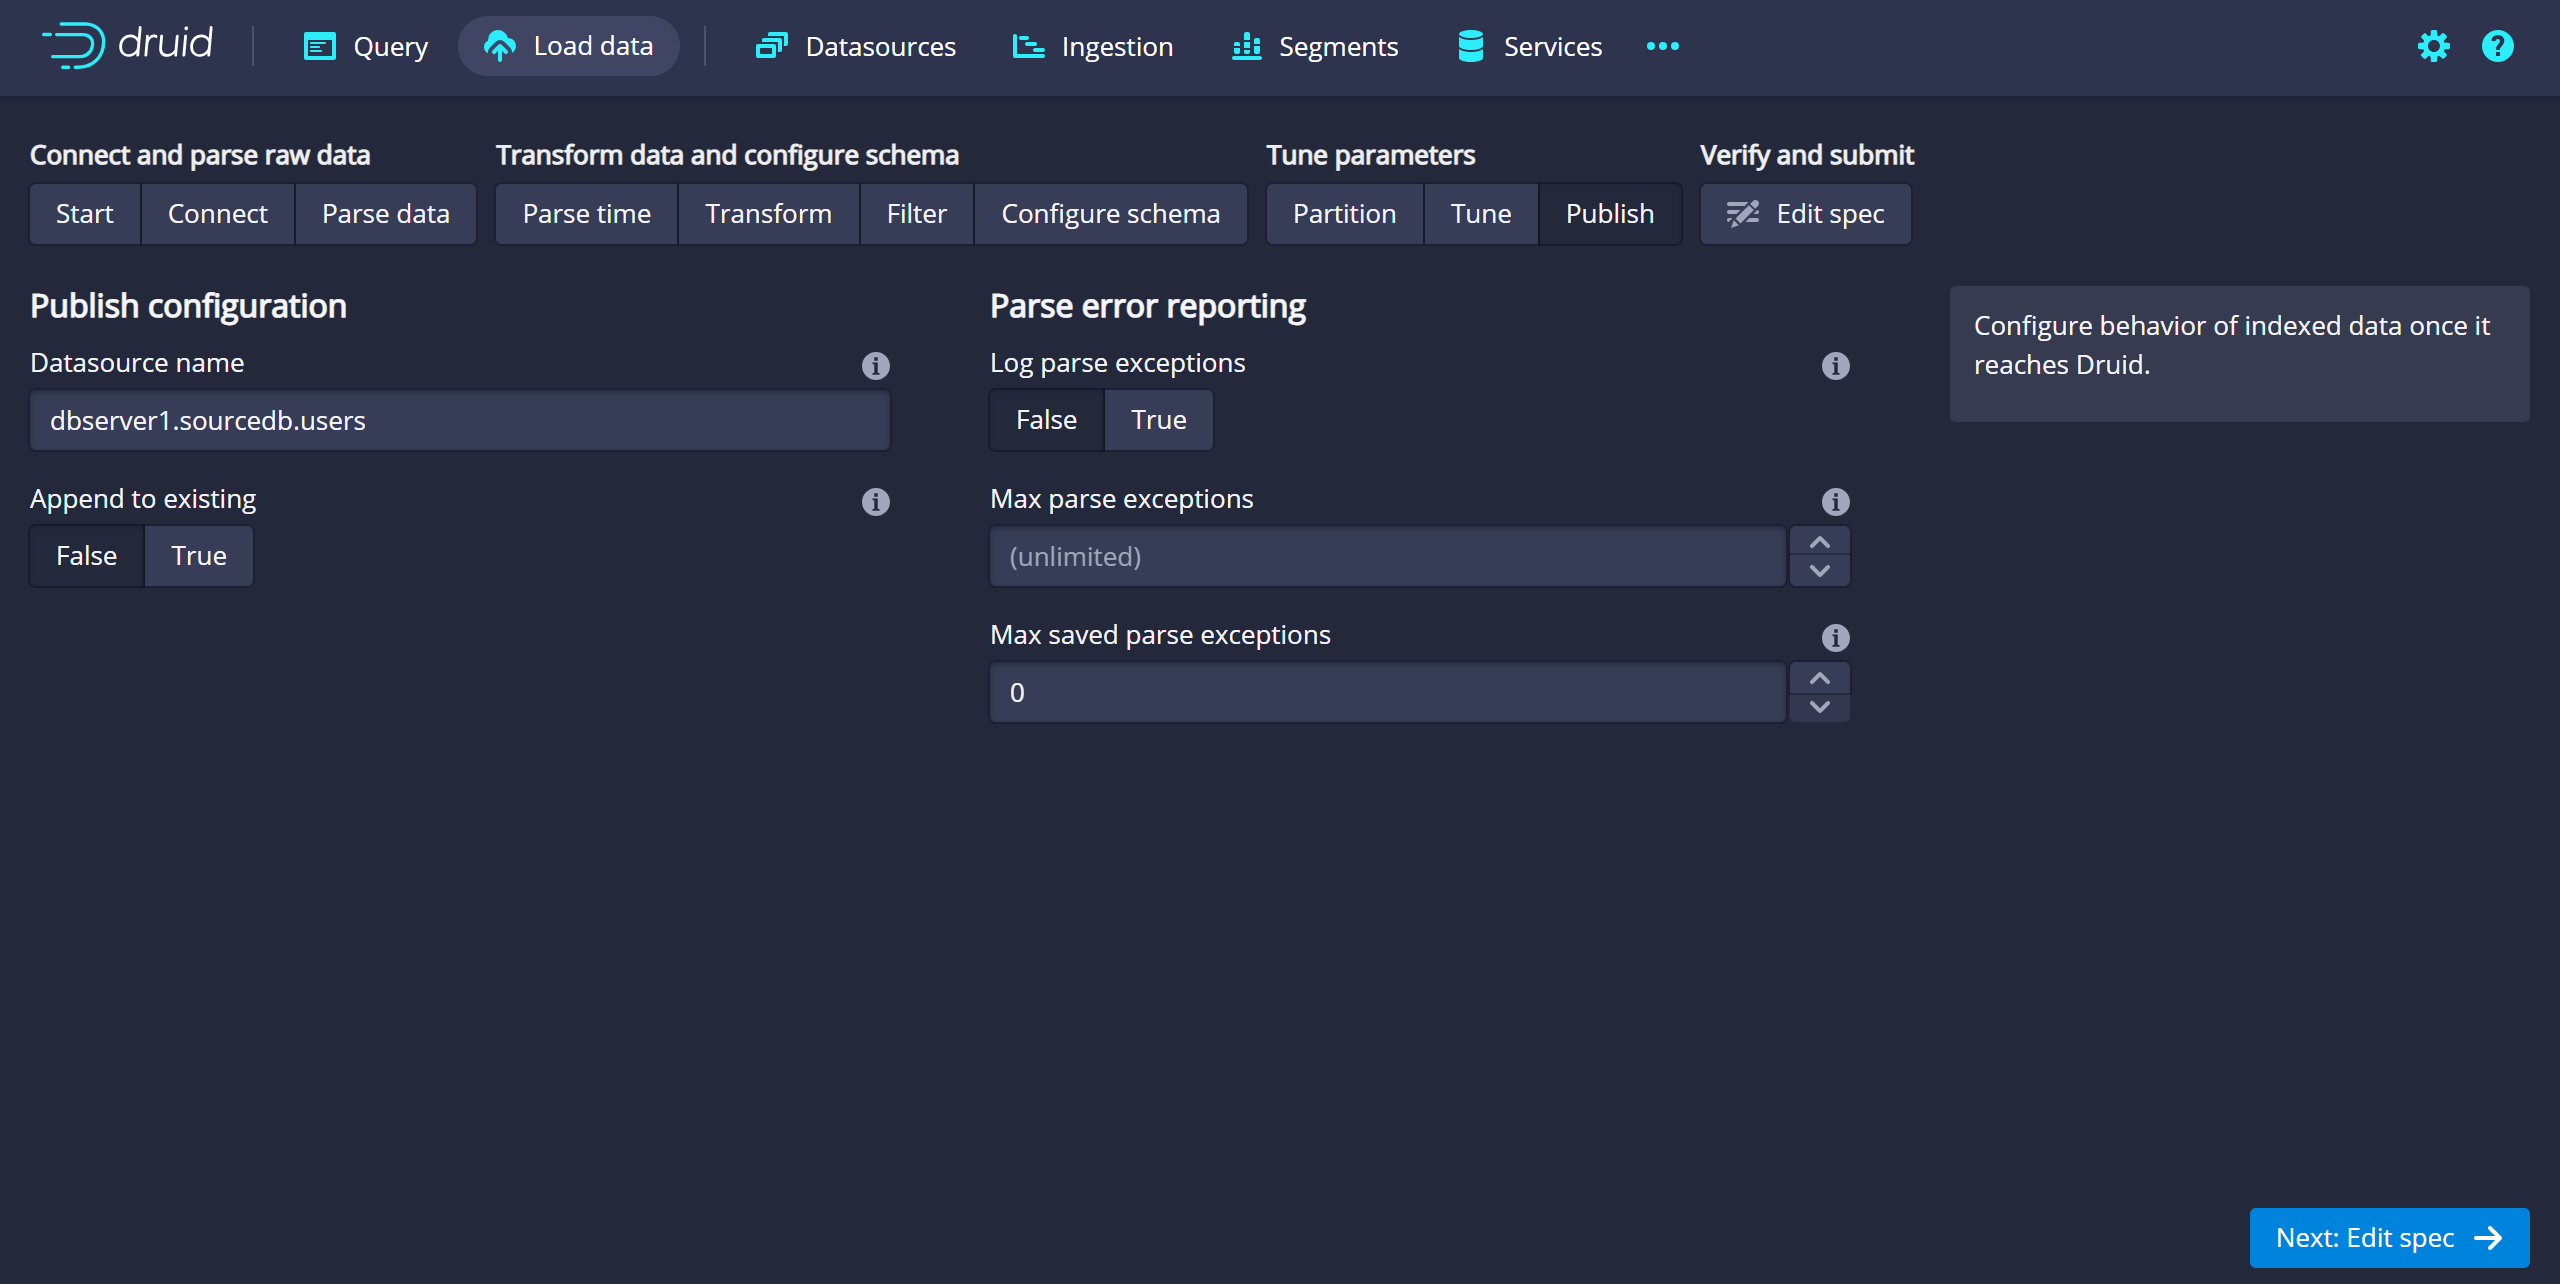 druid
Query
Load data
Datasources
Ingestion
Segments
Services
Connect and parse raw data
Start
Connect
Parse data
Transform data and configure schema
Parse time
Transform
Filter
Configure schema
Tune parameters
Partition
Tune
Publish
Verify and submit
Edit spec
Publish configuration
Datasource name
dbserver1.sourcedb.users
Append to existing
False
True
Parse error reporting
Log parse exceptions
False
True
Max parse exceptions
(unlimited)
Max saved parse exceptions
0
Configure behavior of indexed data once it
reaches Druid.
Next: Edit spec